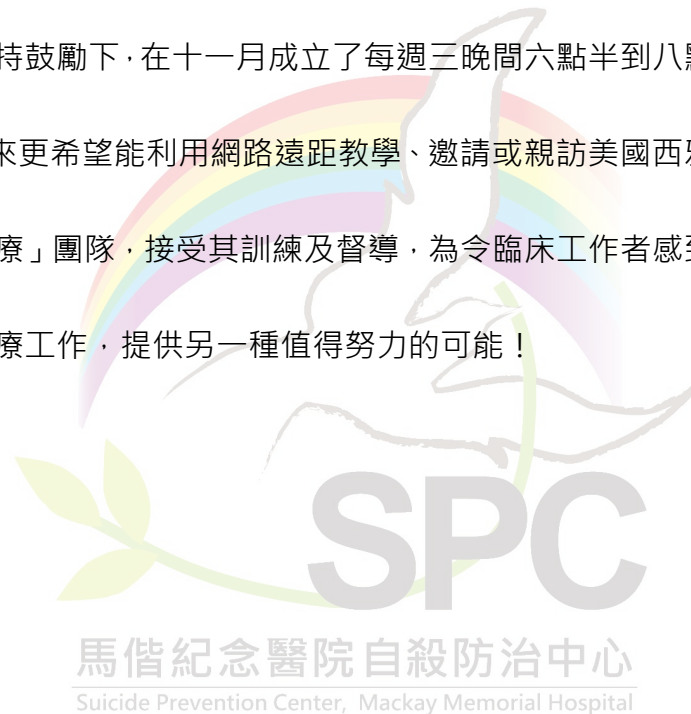 持鼓勵下，在十一月成立了每週三晚間六點半到八
來更希望能利用網路遠距教學、邀請或親訪美國西
療」團隊，接受其訓練及督導，為令臨床工作者感
療工作，提供另一種值得努力的可能！
SPC
馬偕紀念醫院自殺防治中心
Suicide Prevention Center, Mackay Memorial Hospital